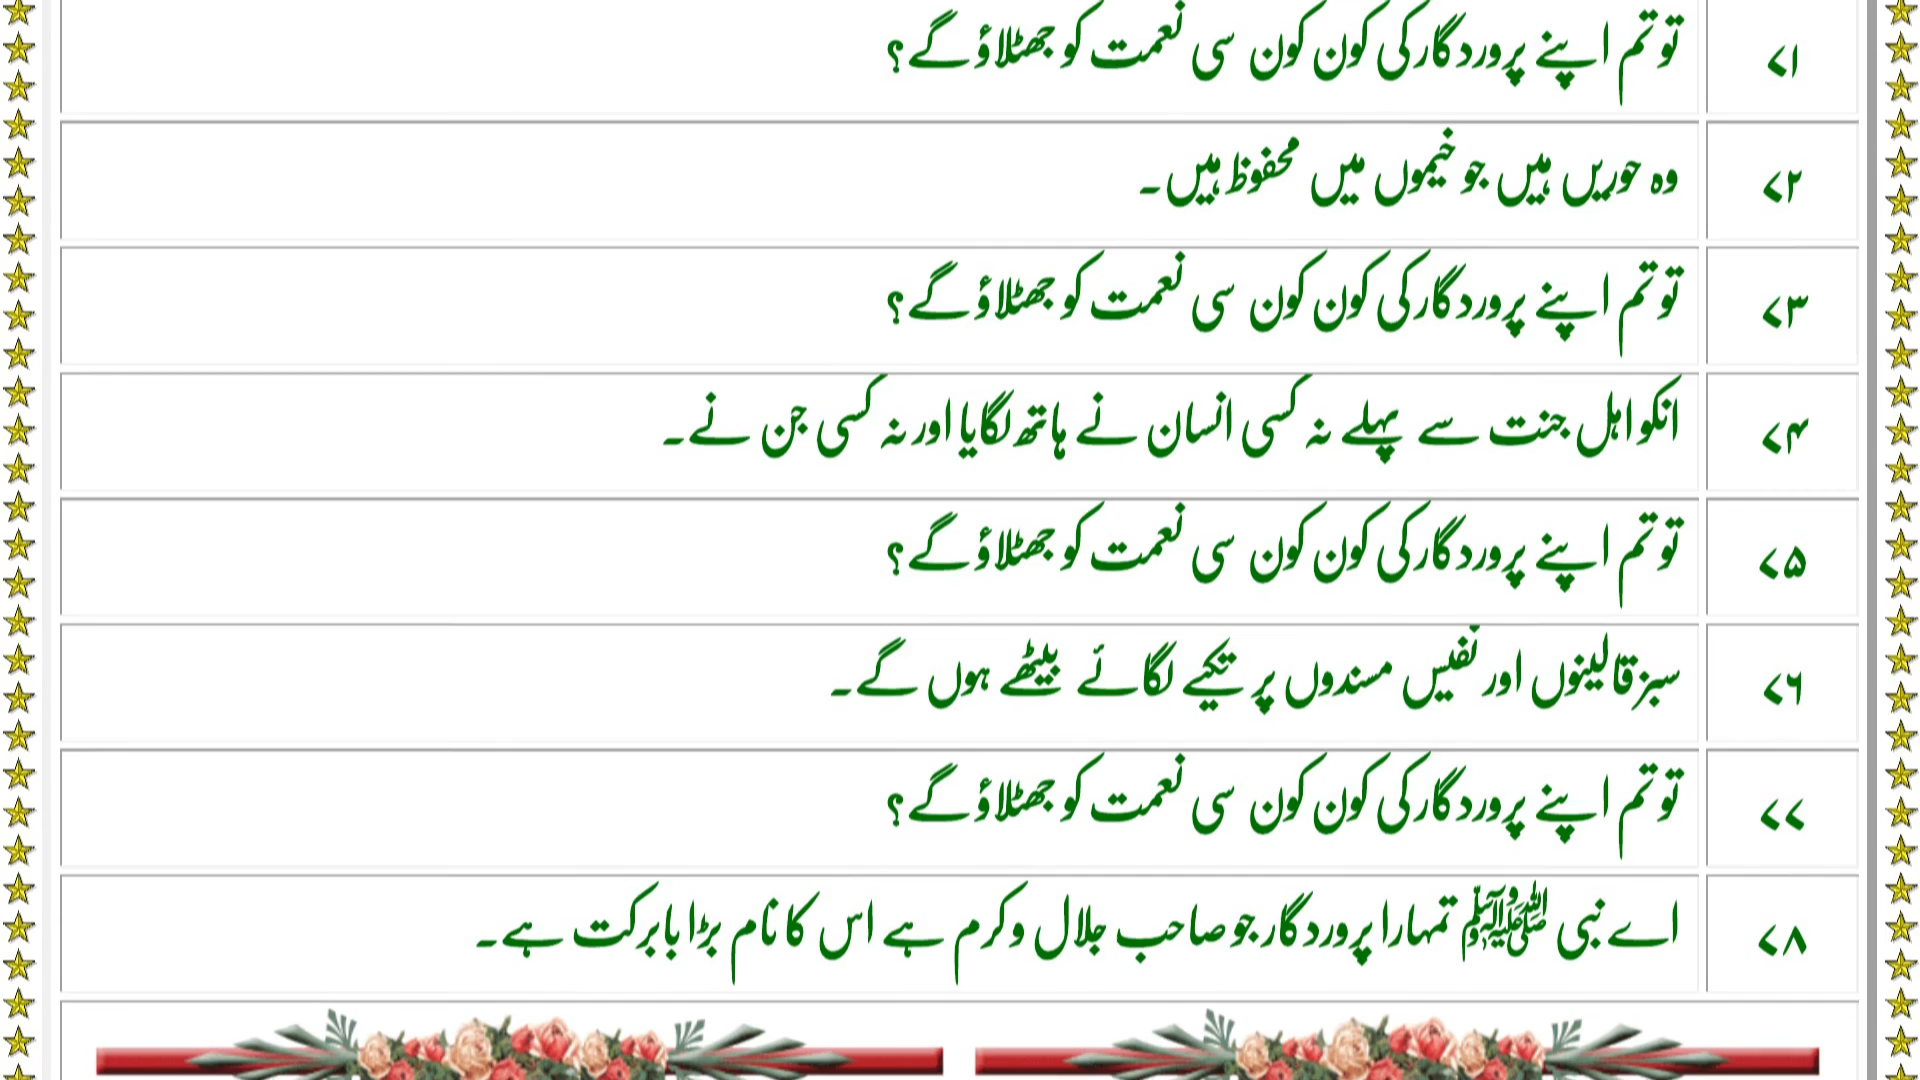 ۷۱ تو تم اپنے پروردگار کی کون کون سی نعمت کو جھٹلاؤ گے؟
۷۲ وہ حوریں ہیں جو خیموں میں محفوظ ہیں۔
۷۳ تو تم اپنے پروردگار کی کون کون سی نعمت کو جھٹلاؤ گے؟
۷۴ انکو اہل جنت سے پہلے نہ کسی انسان نے ہاتھ لگایا اور نہ کسی جن نے۔
۷۵ تو تم اپنے پروردگار کی کون کون سی نعمت کو جھٹلاؤ گے؟
۷۶ سبز قالینوں اور نفیس مسندوں پر تکیے لگائے بیٹھے ہوں گے۔
۷۷ تو تم اپنے پروردگار کی کون کون سی نعمت کو جھٹلاؤ گے؟
۷۸ اے نبی ﷺ تمہارا پروردگار جو صاحب جلال و کرم ہے اس کا نام بڑا بابرکت ہے۔